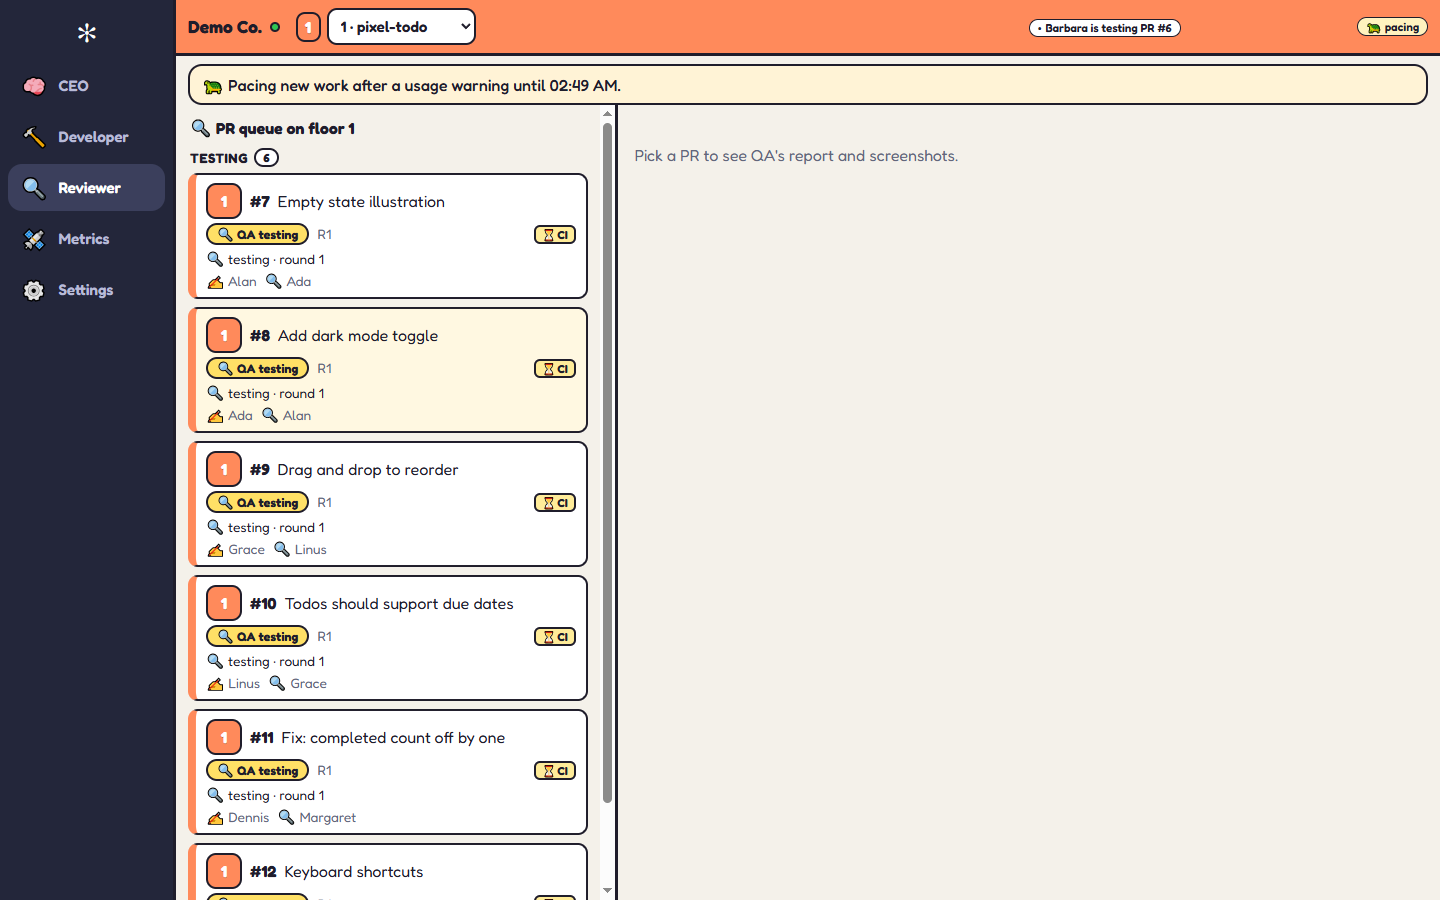 CEO
Developer
Reviewer
Metrics
Settings
Demo Co.
1
1 · pixel-todo
• Barbara is testing PR #6
pacing
Pacing new work after a usage warning until 02:49 AM.
PR queue on floor 1
TESTING 6
1 #7 Empty state illustration
QA testing R1 CI
testing · round 1
Alan Ada
1 #8 Add dark mode toggle
QA testing R1 CI
testing · round 1
Ada Alan
1 #9 Drag and drop to reorder
QA testing R1 CI
testing · round 1
Grace Linus
1 #10 Todos should support due dates
QA testing R1 CI
testing · round 1
Linus Grace
1 #11 Fix: completed count off by one
QA testing R1 CI
testing · round 1
Dennis Margaret
1 #12 Keyboard shortcuts
Pick a PR to see QA's report and screenshots.